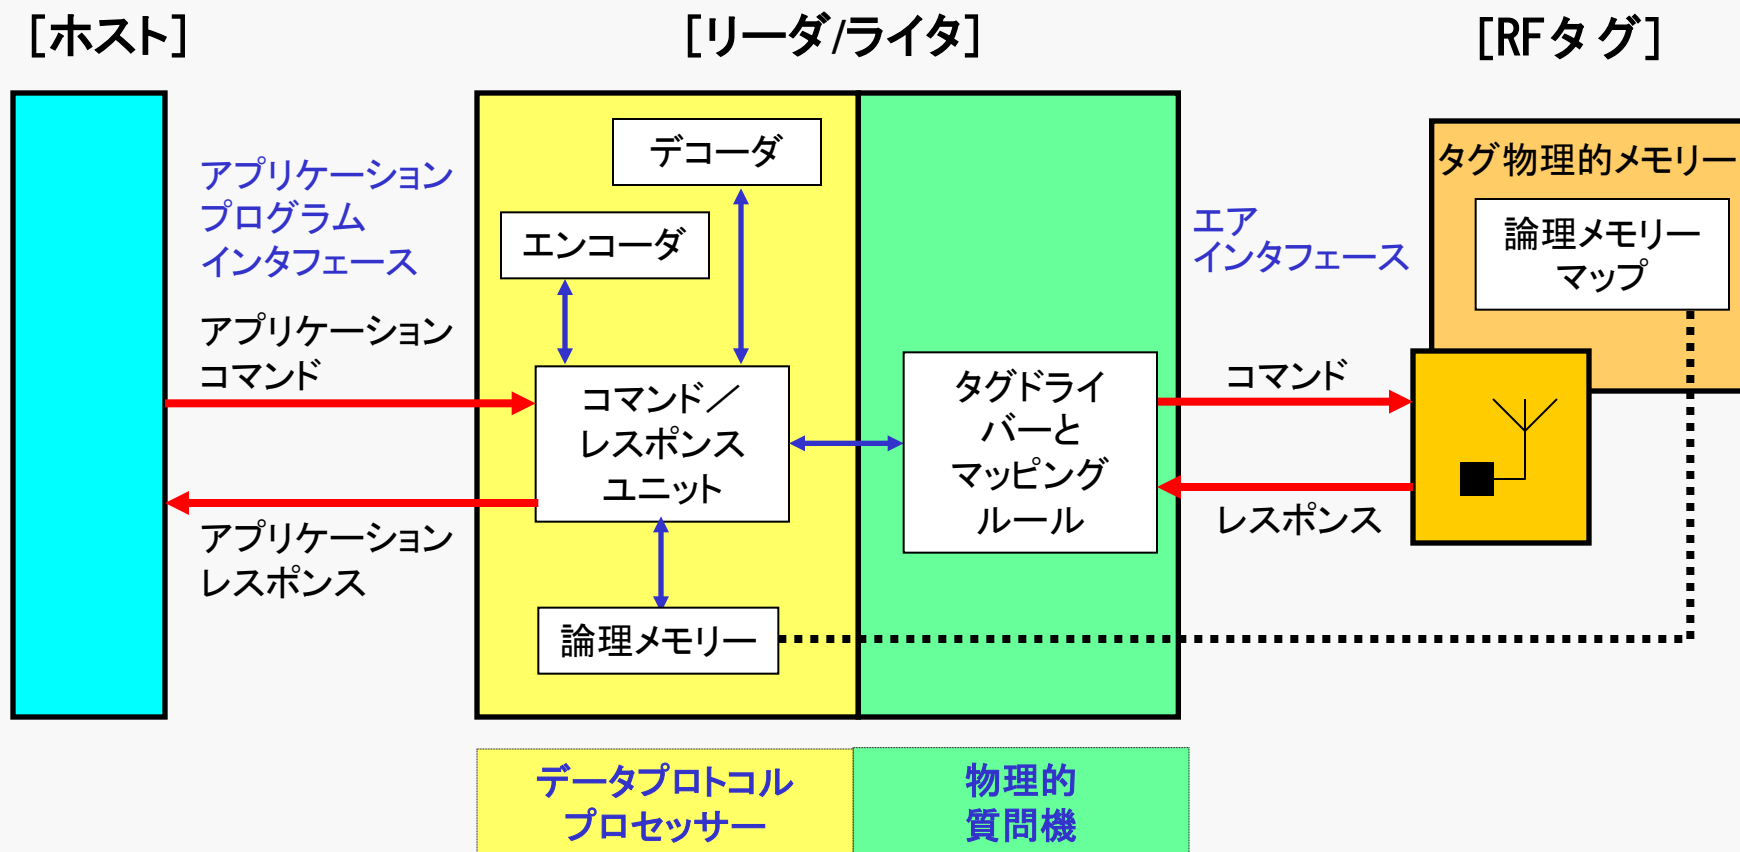 ［ホスト］
［リーダ/ライタ］
［RFタグ］
アプリケーション
プログラム
インタフェース
アプリケーション
コマンド
アプリケーション
レスポンス
デコーダ
エンコーダ
コマンド／
レスポンス
ユニット
論理メモリー
タグドライ
バーと
マッピング
ルール
エア
インタフェース
コマンド
レスポンス
タグ物理的メモリー
論理メモリー
マップ
データプロトコル
プロセッサー
物理的
質問機